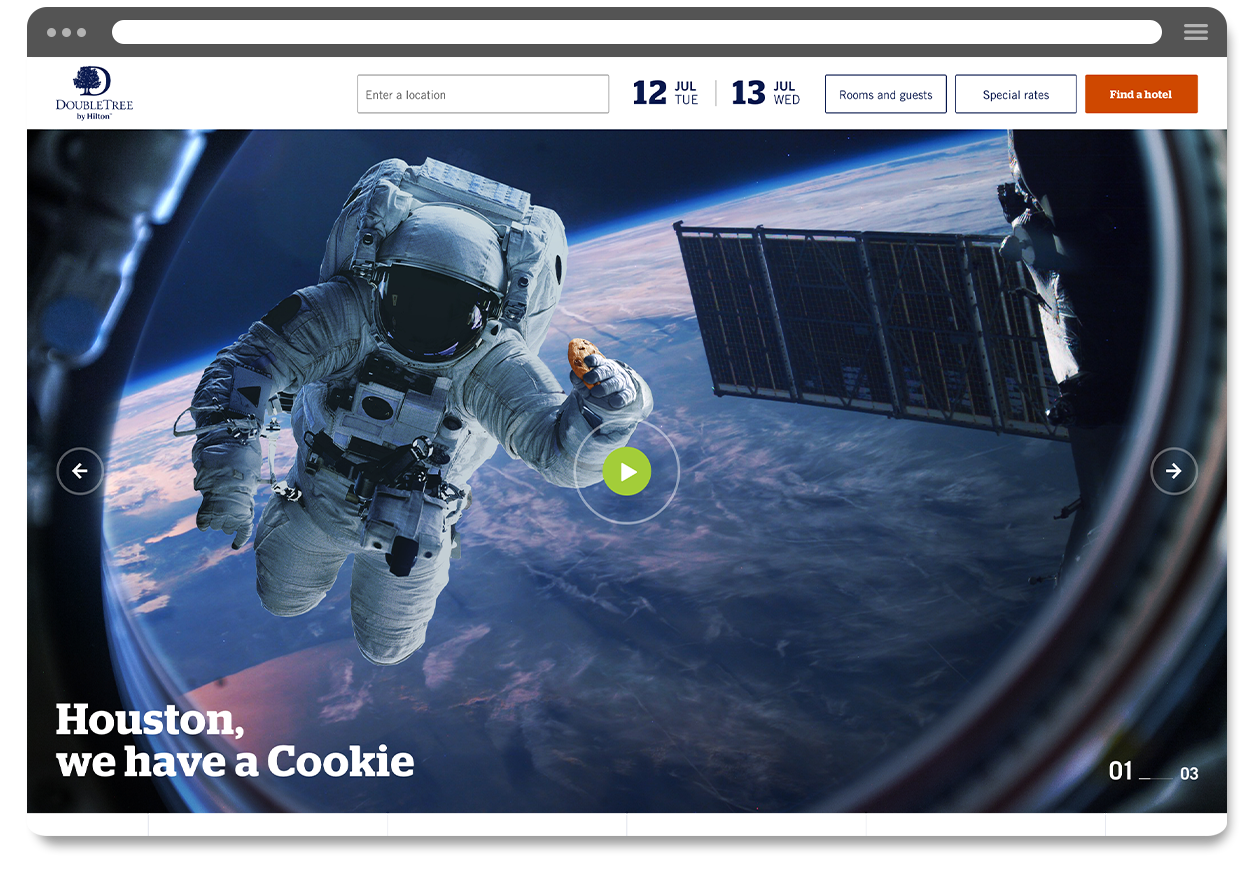 DOUBLETREE
by Hilton™
Enter a location
12 JUL TUE
13 JUL WED
Rooms and guests
Special rates
Find a hotel
Houston,
we have a Cookie
01 03